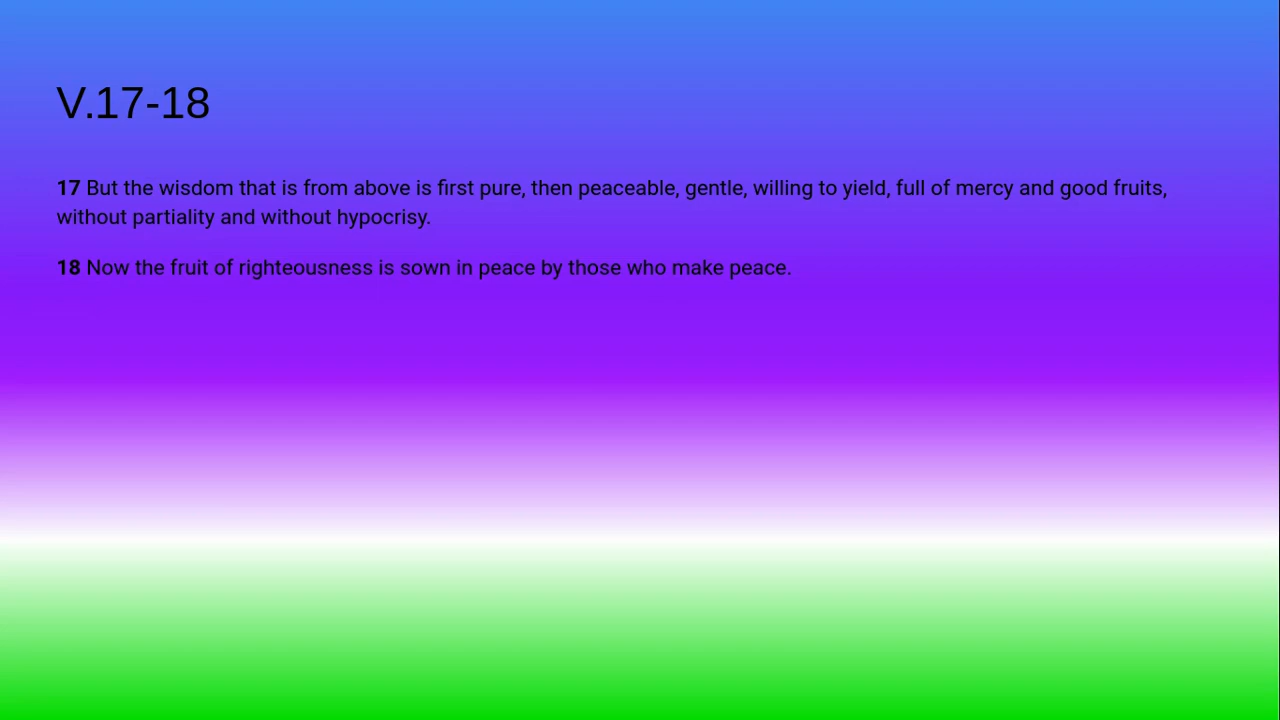 V.17-18
17 But the wisdom that is from above is first pure, then peaceable, gentle, willing to yield, full of mercy and good fruits,
without partiality and without hypocrisy.
18 Now the fruit of righteousness is sown in peace by those who make peace.